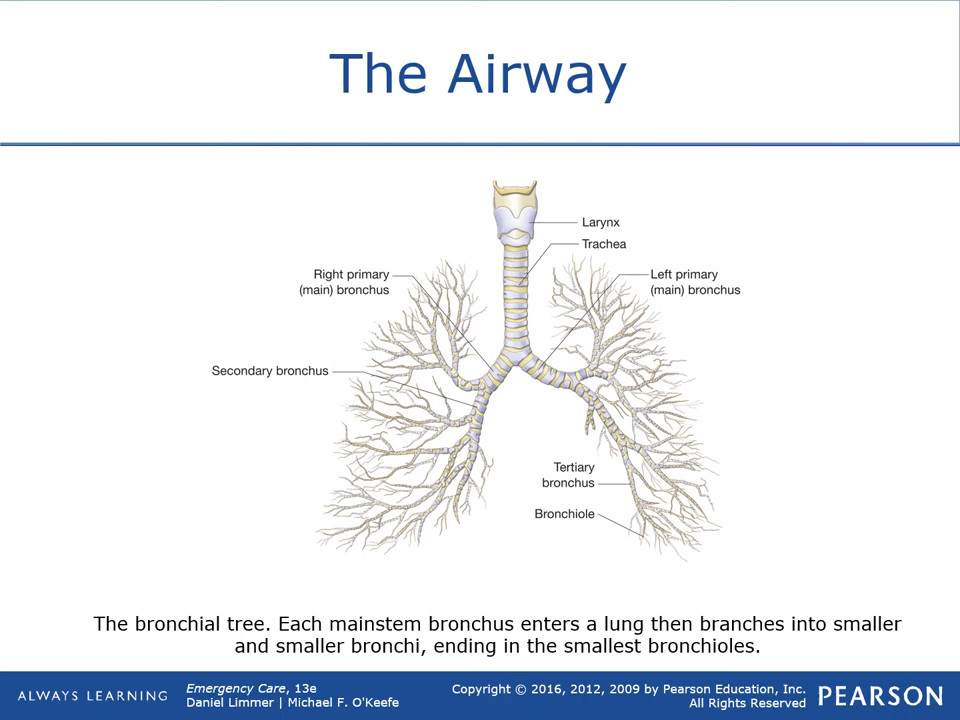 The Airway
Larynx
Trachea
Right primary
(main) bronchus
Left primary
(main) bronchus
Secondary bronchus
Tertiary
bronchus
Bronchiole
The bronchial tree. Each mainstem bronchus enters a lung then branches into smaller
and smaller bronchi, ending in the smallest bronchioles.
ALWAYS LEARNING
Emergency Care, 13e
Daniel Limmer | Michael F. O'Keefe
Copyright © 2016, 2012, 2009 by Pearson Education, Inc.
All Rights Reserved
PEARSON